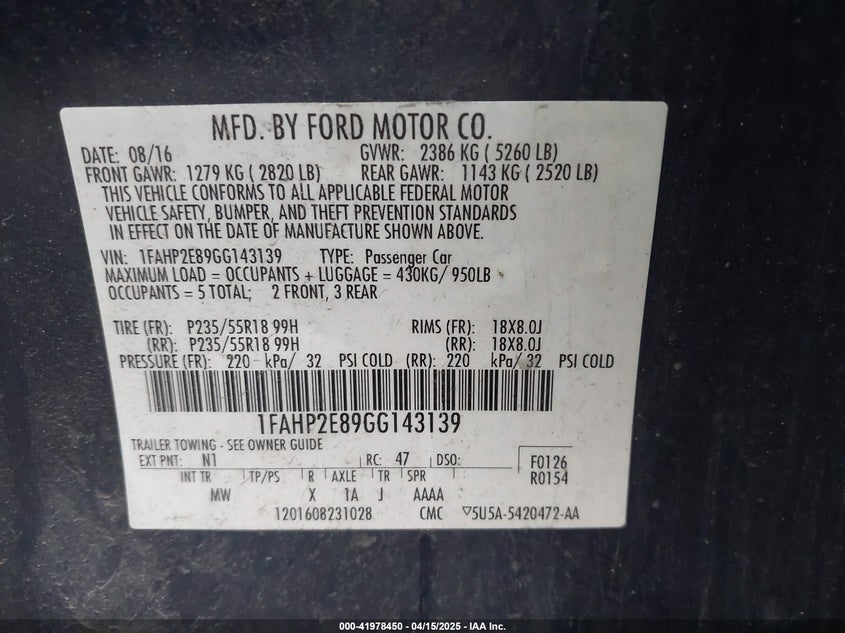 MFD. BY FORD MOTOR CO.
DATE: 08/16 GVWR: 2386 KG ( 5260 LB)
FRONT GAWR: 1279 KG ( 2820 LB) REAR GAWR: 1143 KG ( 2520 LB)
THIS VEHICLE CONFORMS TO ALL APPLICABLE FEDERAL MOTOR
VEHICLE SAFETY, BUMPER, AND THEFT PREVENTION STANDARDS
IN EFFECT ON THE DATE OF MANUFACTURE SHOWN ABOVE.
VIN: 1FAHP2E89GG143139 TYPE: Passenger Car
MAXIMUM LOAD = OCCUPANTS + LUGGAGE = 430KG/ 950LB
OCCUPANTS = 5 TOTAL; 2 FRONT, 3 REAR
TIRE (FR): P235/55R18 99H RIMS (FR): 18X8.0J
(RR): P235/55R18 99H (RR): 18X8.0J
PRESSURE (FR): 220 kPa/ 32 PSI COLD (RR): 220 kPa/ 32 PSI COLD
1FAHP2E89GG143139
TRAILER TOWING - SEE OWNER GUIDE
EXT PNT: N1 RC: 47 DSO: F0126
INT TR TP/PS R AXLE TR SPR R0154
MW X 1A J AAAA
1201608231028 CMC ▽5U5A-5420472-AA
000-41978450 - 04/15/2025 - IAA Inc.